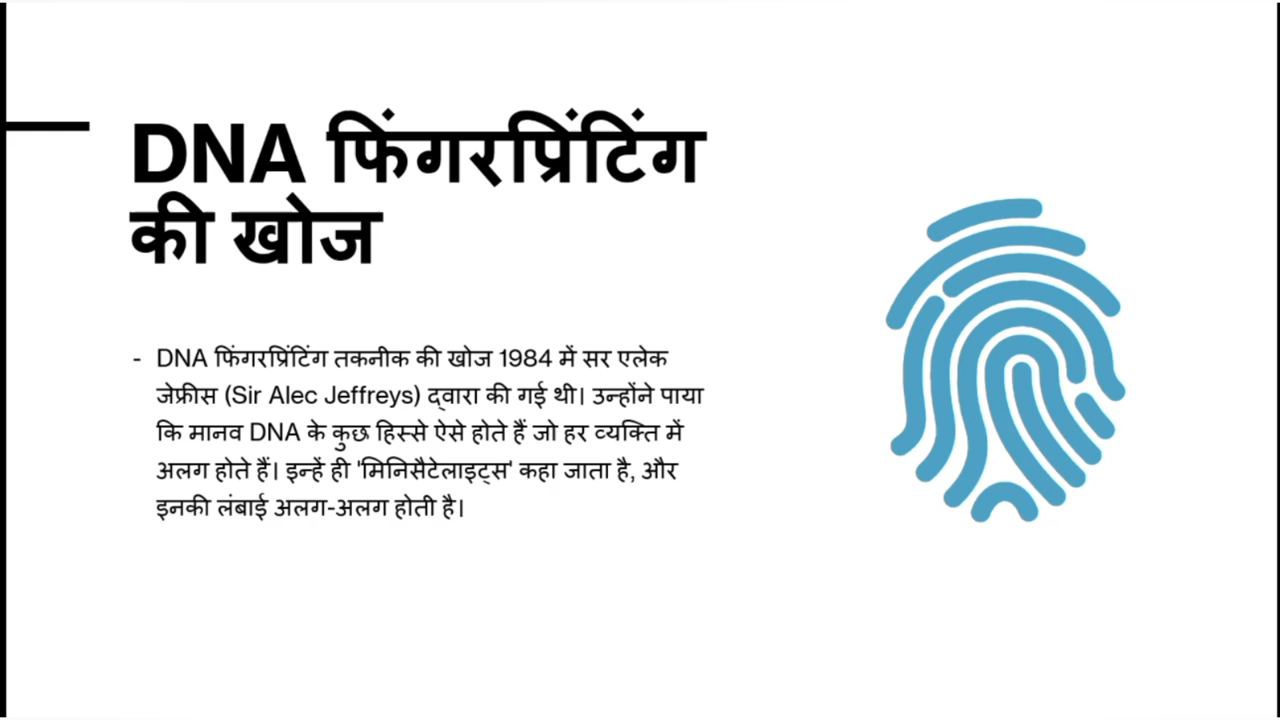 DNA फिंगरप्रिंटिंग
की खोज
- DNA फिंगरप्रिंटिंग तकनीक की खोज 1984 में सर एलेक
जेफ्रीस (Sir Alec Jeffreys) द्वारा की गई थी। उन्होंने पाया
कि मानव DNA के कुछ हिस्से ऐसे होते हैं जो हर व्यक्ति में
अलग होते हैं। इन्हें ही 'मिनिसैटेलाइट्स' कहा जाता है, और
इनकी लंबाई अलग-अलग होती है।